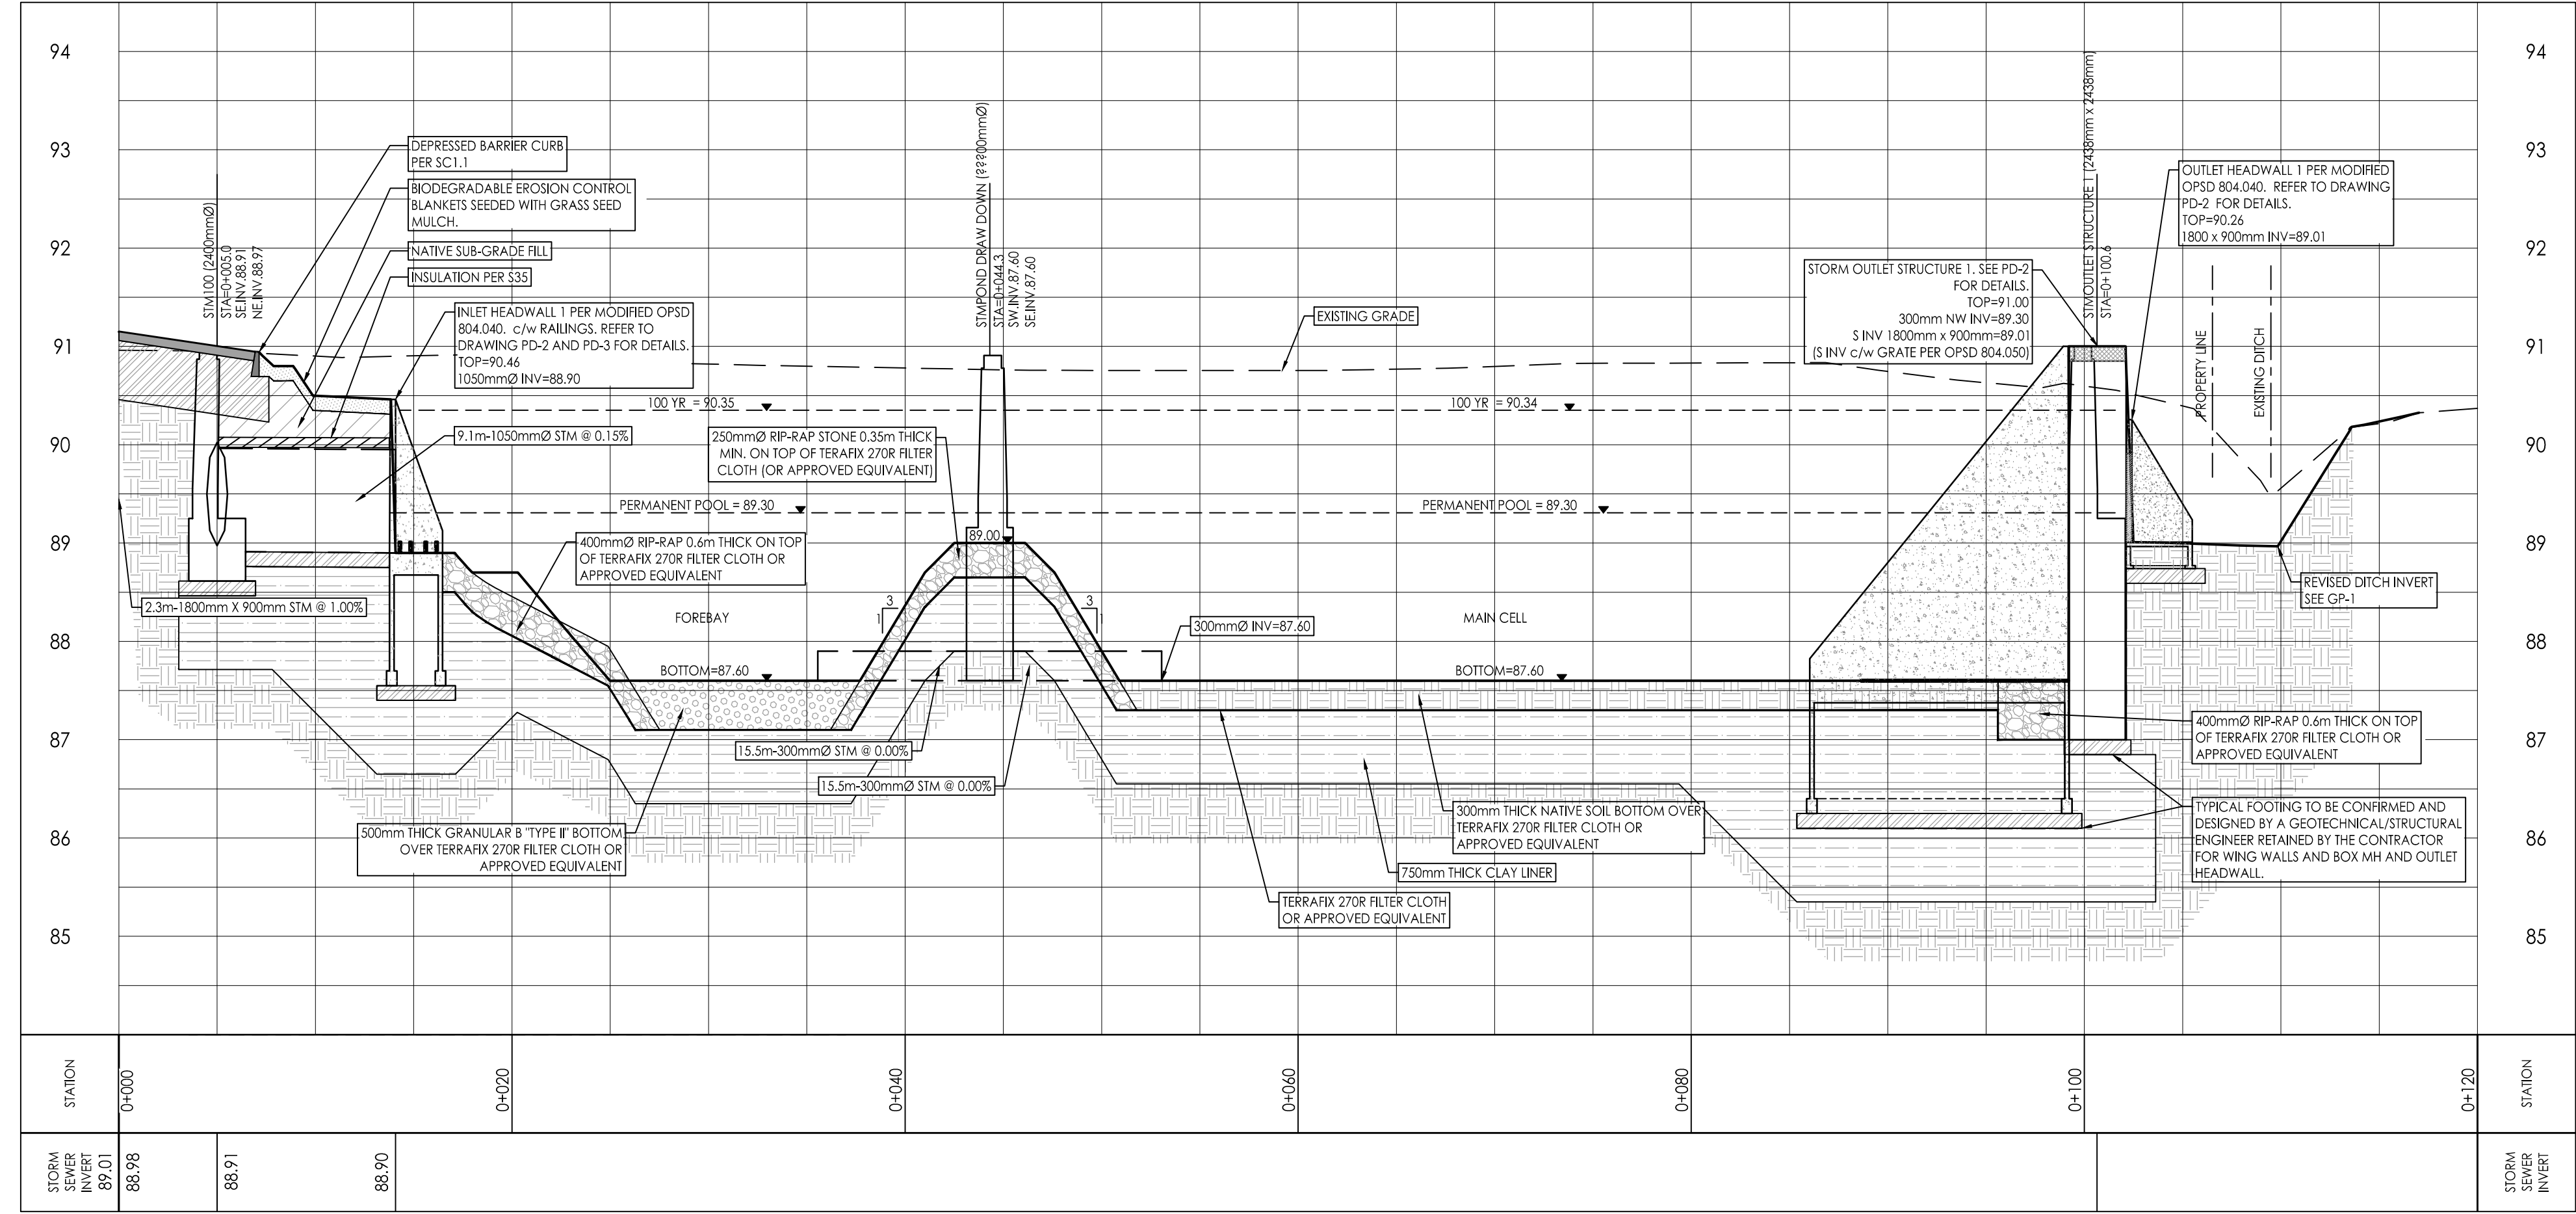 94
93
92
91
90
89
88
87
86
85
94
93
92
91
90
89
88
87
86
85
DEPRESSED BARRIER CURB
PER SC1.1
BIODEGRADABLE EROSION CONTROL
BLANKETS SEEDED WITH GRASS SEED
MULCH.
NATIVE SUB-GRADE FILL
INSULATION PER S35
INLET HEADWALL 1 PER MODIFIED OPSD
804.040. c/w RAILINGS. REFER TO
DRAWING PD-2 AND PD-3 FOR DETAILS.
TOP=90.46
1050mmØ INV=88.90
STM100 (2400mmØ)
STA=0+005.0
SE.INV.88.91
NE.INV.88.97
9.1m-1050mmØ STM @ 0.15%
2.3m-1800mm X 900mm STM @ 1.00%
100 YR = 90.35
250mmØ RIP-RAP STONE 0.35m THICK
MIN. ON TOP OF TERAFIX 270R FILTER
CLOTH (OR APPROVED EQUIVALENT)
PERMANENT POOL = 89.30
400mmØ RIP-RAP 0.6m THICK ON TOP
OF TERRAFIX 270R FILTER CLOTH OR
APPROVED EQUIVALENT
FOREBAY
BOTTOM=87.60
3
1
89.00
3
1
STMPOND DRAW DOWN (???00mmØ)
STA=0+044.3
SW.INV.87.60
SE.INV.87.60
15.5m-300mmØ STM @ 0.00%
15.5m-300mmØ STM @ 0.00%
500mm THICK GRANULAR B "TYPE II" BOTTOM
OVER TERRAFIX 270R FILTER CLOTH OR
APPROVED EQUIVALENT
EXISTING GRADE
100 YR = 90.34
PERMANENT POOL = 89.30
300mmØ INV=87.60
MAIN CELL
BOTTOM=87.60
300mm THICK NATIVE SOIL BOTTOM OVER
TERRAFIX 270R FILTER CLOTH OR
APPROVED EQUIVALENT
750mm THICK CLAY LINER
TERRAFIX 270R FILTER CLOTH
OR APPROVED EQUIVALENT
STORM OUTLET STRUCTURE 1. SEE PD-2
FOR DETAILS.
TOP=91.00
300mm NW INV=89.30
S INV 1800mm x 900mm=89.01
(S INV c/w GRATE PER OPSD 804.050)
STMOUTLET STRUCTURE 1 (2438mm x 2438mm)
STA=0+100.6
OUTLET HEADWALL 1 PER MODIFIED
OPSD 804.040. REFER TO DRAWING
PD-2 FOR DETAILS.
TOP=90.26
1800 x 900mm INV=89.01
PROPERTY LINE
EXISTING DITCH
REVISED DITCH INVERT
SEE GP-1
400mmØ RIP-RAP 0.6m THICK ON TOP
OF TERRAFIX 270R FILTER CLOTH OR
APPROVED EQUIVALENT
TYPICAL FOOTING TO BE CONFIRMED AND
DESIGNED BY A GEOTECHNICAL/STRUCTURAL
ENGINEER RETAINED BY THE CONTRACTOR
FOR WING WALLS AND BOX MH AND OUTLET
HEADWALL.
STATION
0+000
0+020
0+040
0+060
0+080
0+100
0+120
STATION
STORM
SEWER
INVERT
89.01
88.98
88.91
88.90
STORM
SEWER
INVERT